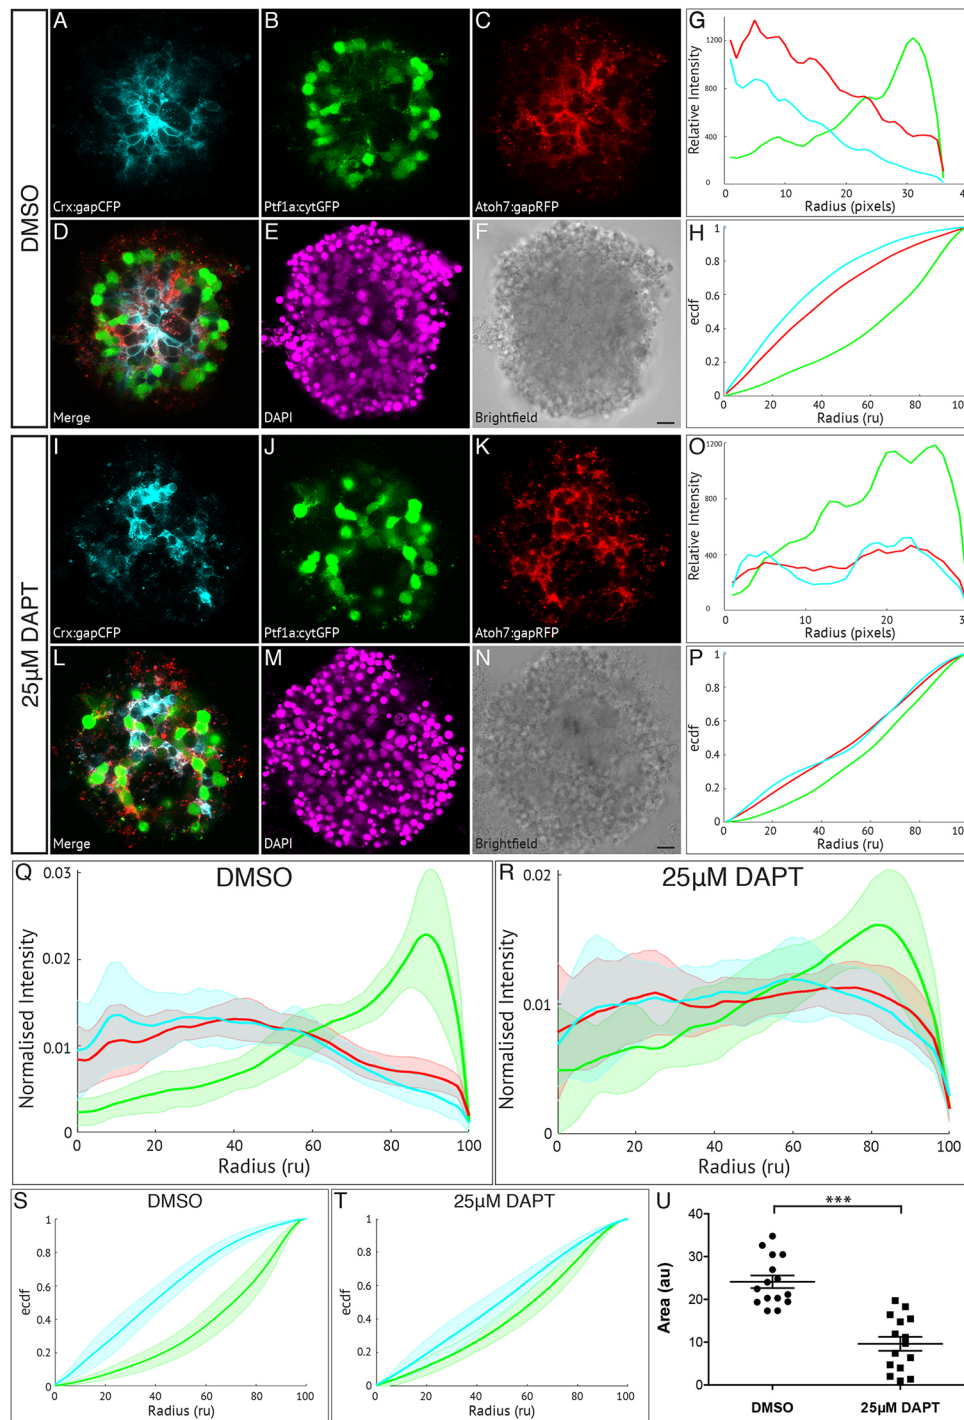 DMSO
A
Crx:gapCFP
B
Ptf1a:cytGFP
C
Atoh7:gapRFP
D
Merge
E
DAPI
F
Brightfield
G
Relative Intensity
1200
800
400
0
10
20
30
4
Radius (pixels)
H
ecdf
1
0.8
0.6
0.4
0.2
0
20
40
60
80
100
Radius (ru)
25µM DAPT
I
Crx:gapCFP
J
Ptf1a:cytGFP
K
Atoh7:gapRFP
L
Merge
M
DAPI
N
Brightfield
O
Relative Intensity
1200
800
400
0
10
20
3
Radius (pixels)
P
ecdf
1
0.8
0.6
0.4
0.2
0
0
20
40
60
80
100
Radius (ru)
Q
DMSO
Normalised Intensity
0.03
0.02
0.01
0
0
20
40
60
80
100
Radius (ru)
R
25µM DAPT
Normalised Intensity
0.02
0.01
0
0
20
40
60
80
100
Radius (ru)
S
DMSO
ecdf
1
0.8
0.6
0.4
0.2
0
0
20
40
60
80
100
Radius (ru)
T
25µM DAPT
ecdf
1
0.8
0.6
0.4
0.2
0
0
20
40
60
80
100
Radius (ru)
U
***
Area (au)
40
30
20
10
0
DMSO
25µM DAPT